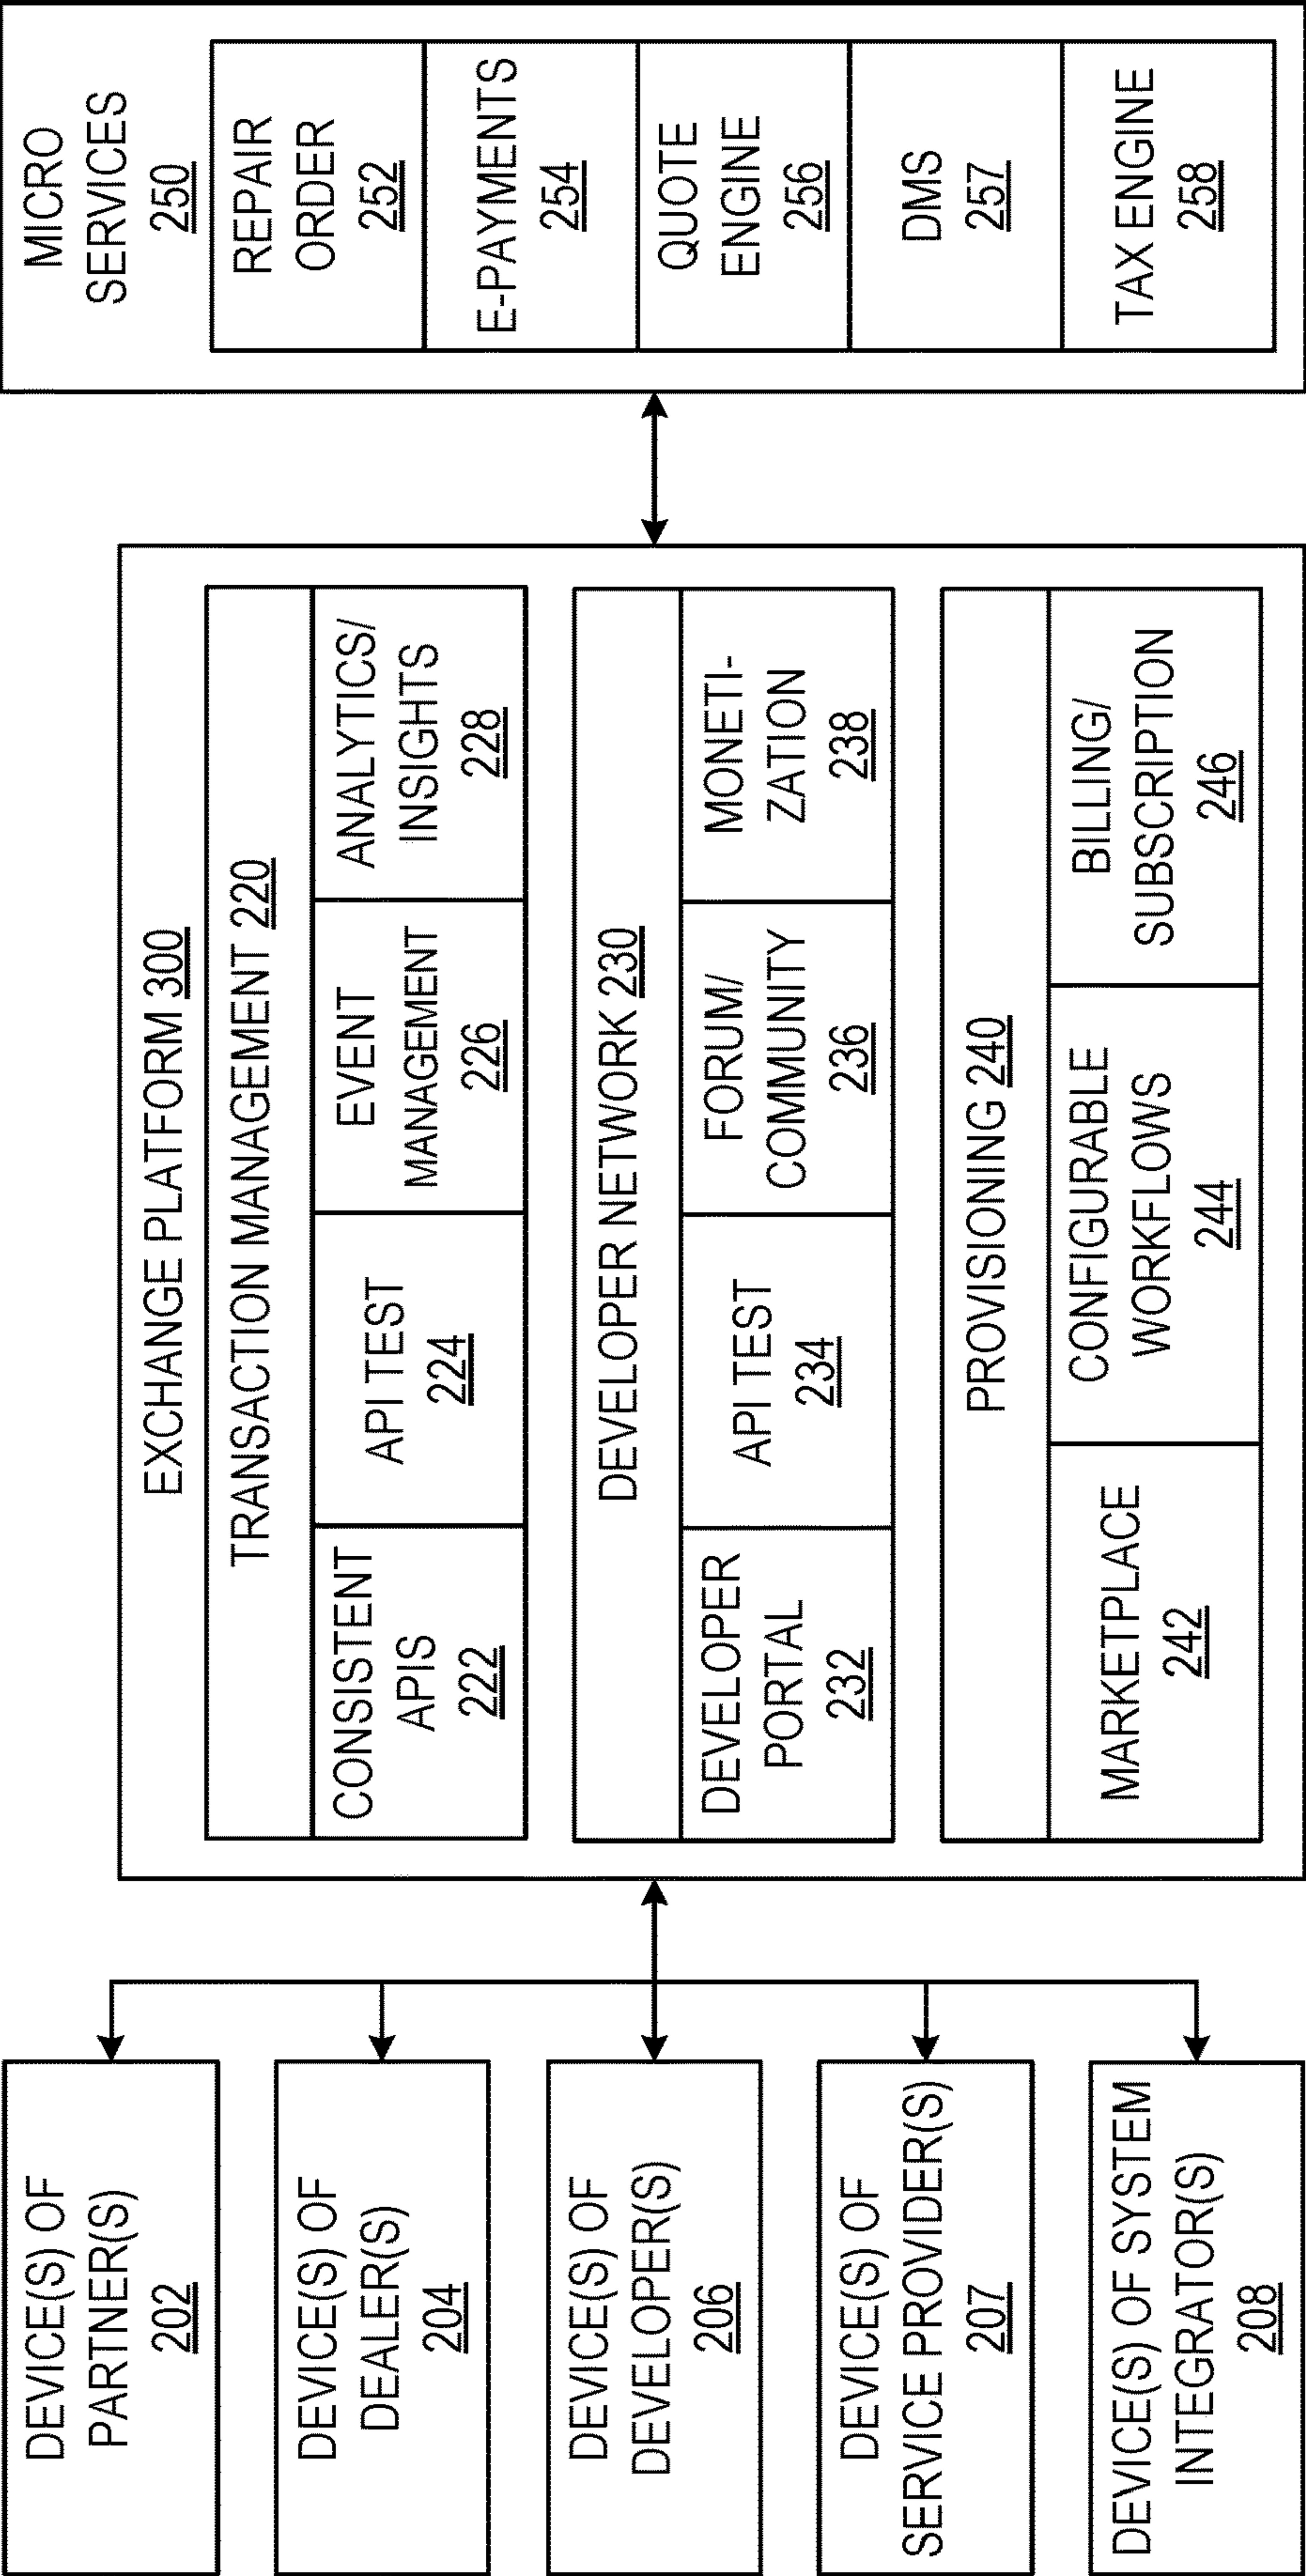 DEVICE(S) OF
PARTNER(S)
202
DEVICE(S) OF
DEALER(S)
204
DEVICE(S) OF
DEVELOPER(S)
206
DEVICE(S) OF
SERVICE PROVIDER(S)
207
DEVICE(S) OF SYSTEM
INTEGRATOR(S)
208
EXCHANGE PLATFORM 300
TRANSACTION MANAGEMENT 220
CONSISTENT
APIS
222
API TEST
224
EVENT
MANAGEMENT
226
ANALYTICS/
INSIGHTS
228
DEVELOPER NETWORK 230
DEVELOPER
PORTAL
232
API TEST
234
FORUM/
COMMUNITY
236
MONETI-
ZATION
238
PROVISIONING 240
MARKETPLACE
242
CONFIGURABLE
WORKFLOWS
244
BILLING/
SUBSCRIPTION
246
MICRO
SERVICES
250
REPAIR
ORDER
252
E-PAYMENTS
254
QUOTE
ENGINE
256
DMS
257
TAX ENGINE
258